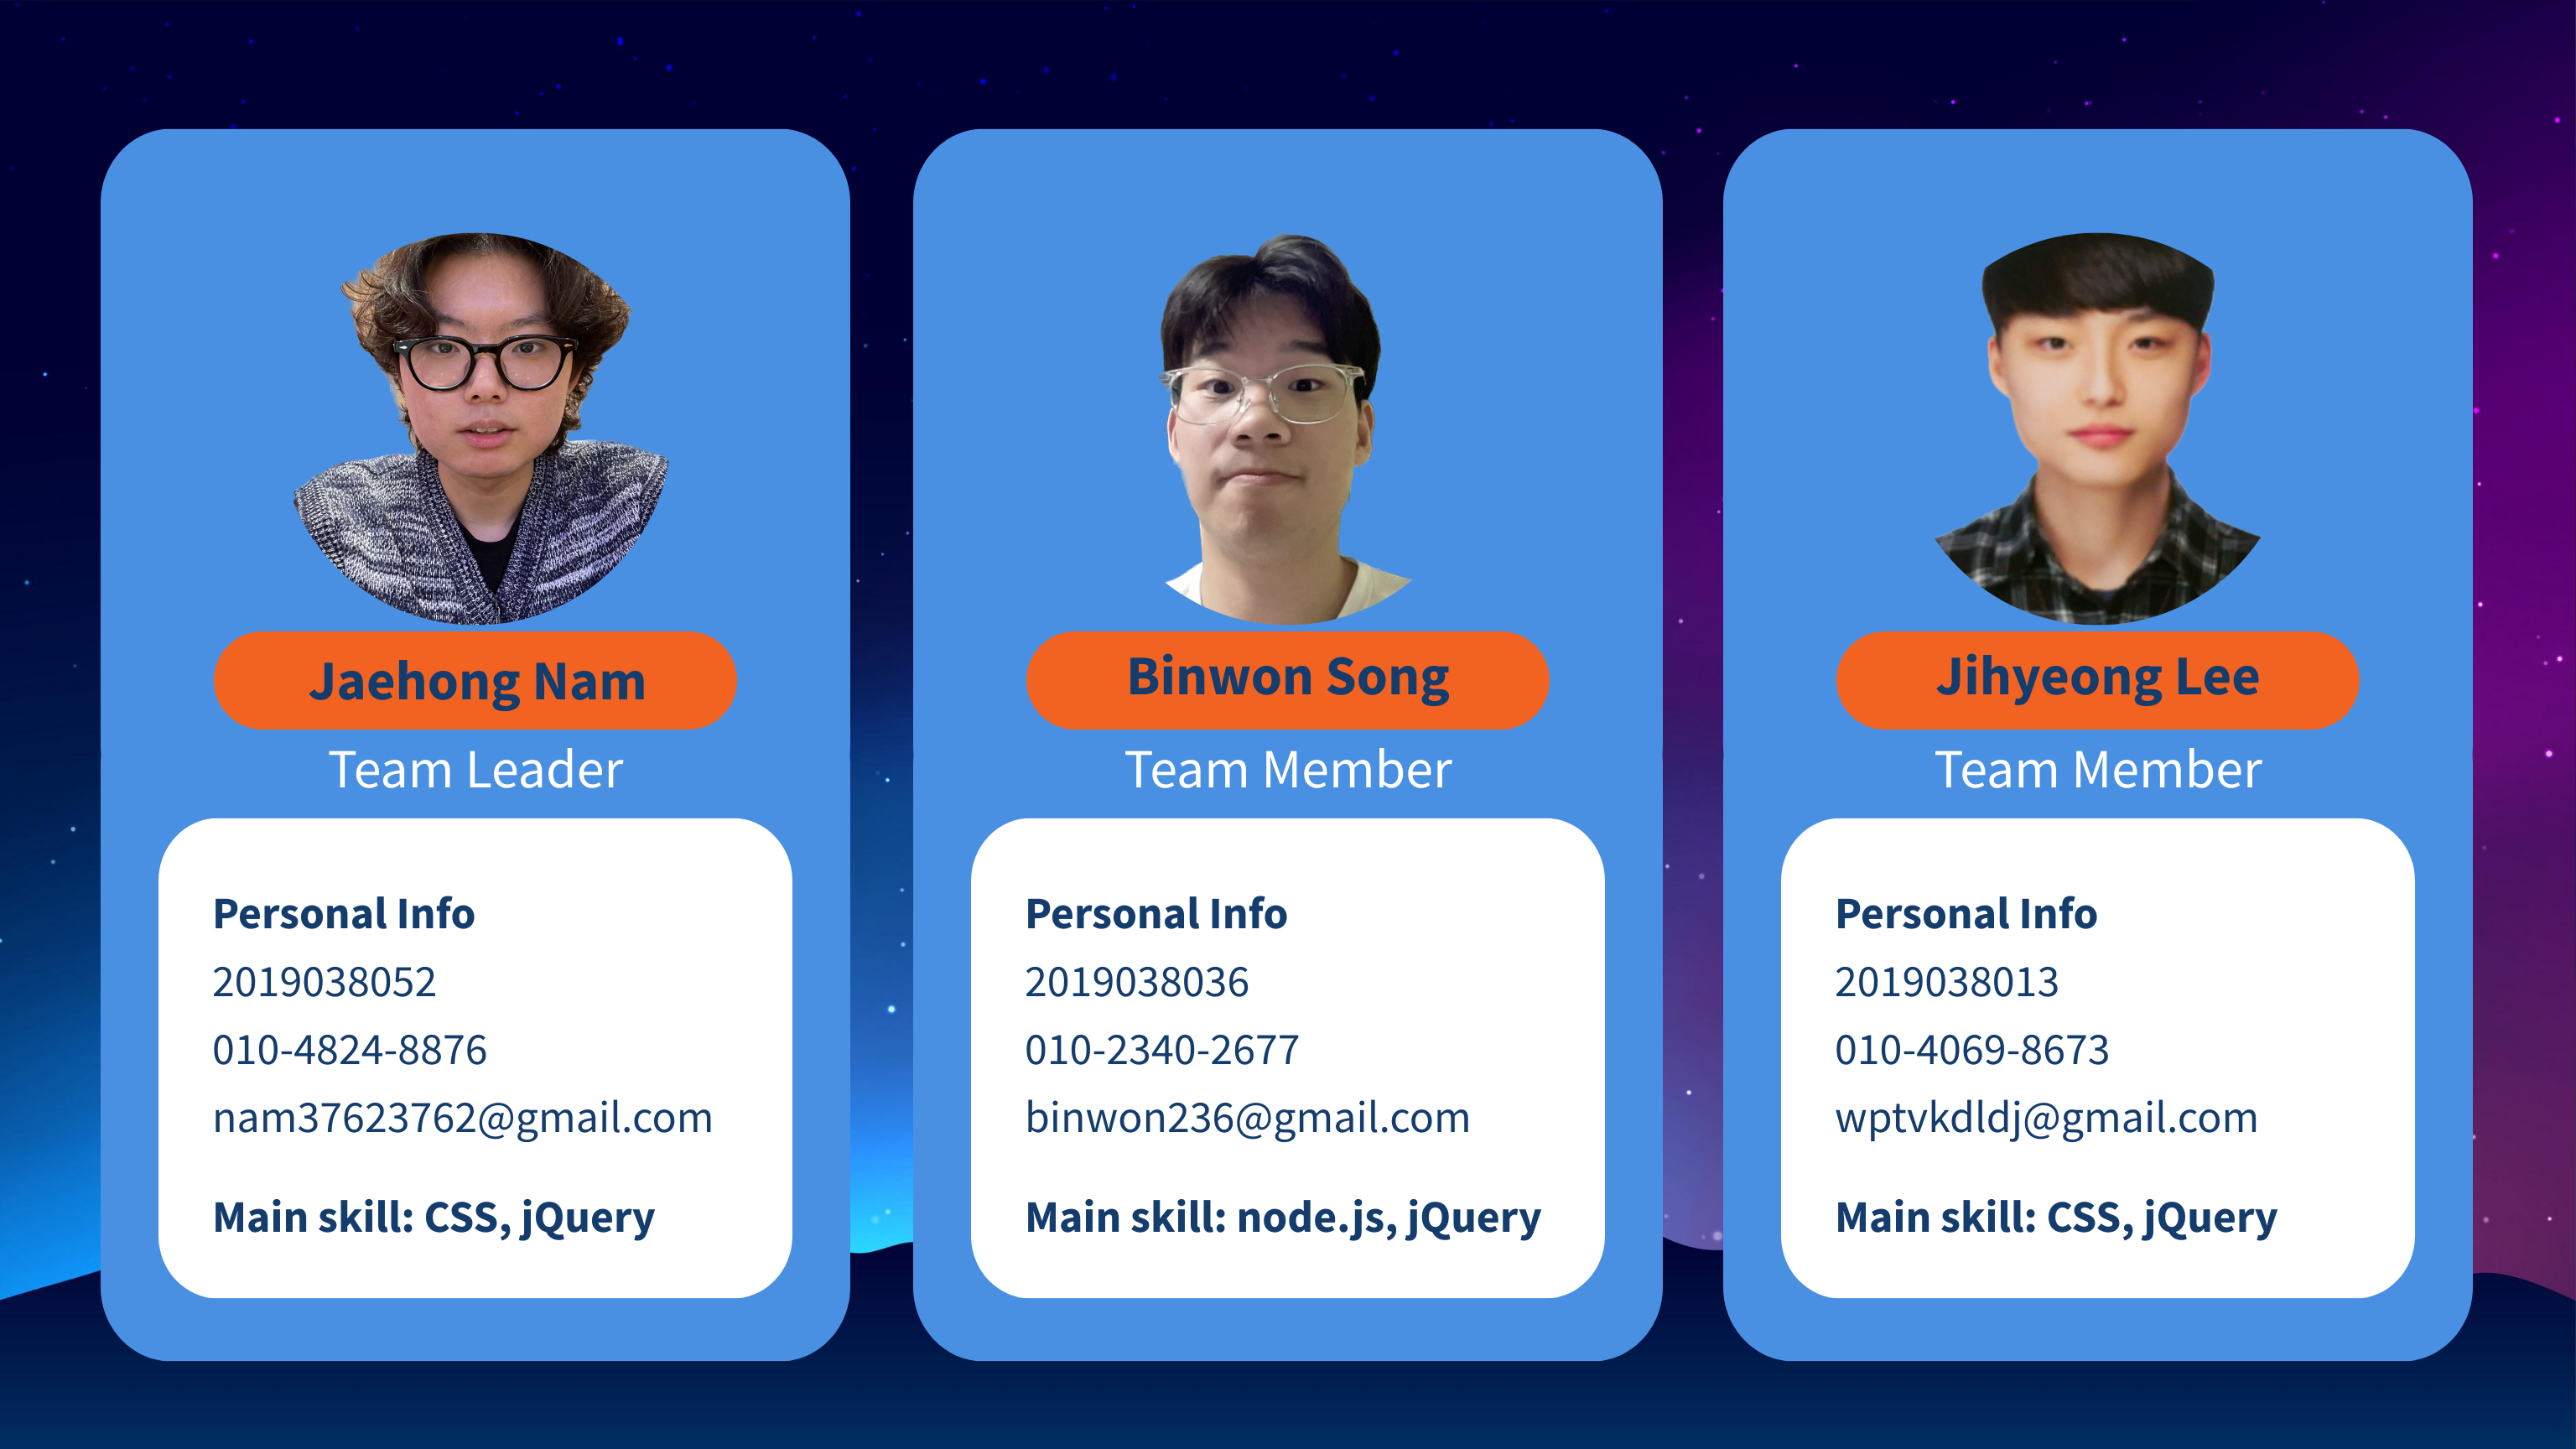 Jaehong Nam
Team Leader
Personal Info
2019038052
010-4824-8876
nam37623762@gmail.com
Main skill: CSS, jQuery
Binwon Song
Team Member
Personal Info
2019038036
010-2340-2677
binwon236@gmail.com
Main skill: node.js, jQuery
Jihyeong Lee
Team Member
Personal Info
2019038013
010-4069-8673
wptvkdldj@gmail.com
Main skill: CSS, jQuery